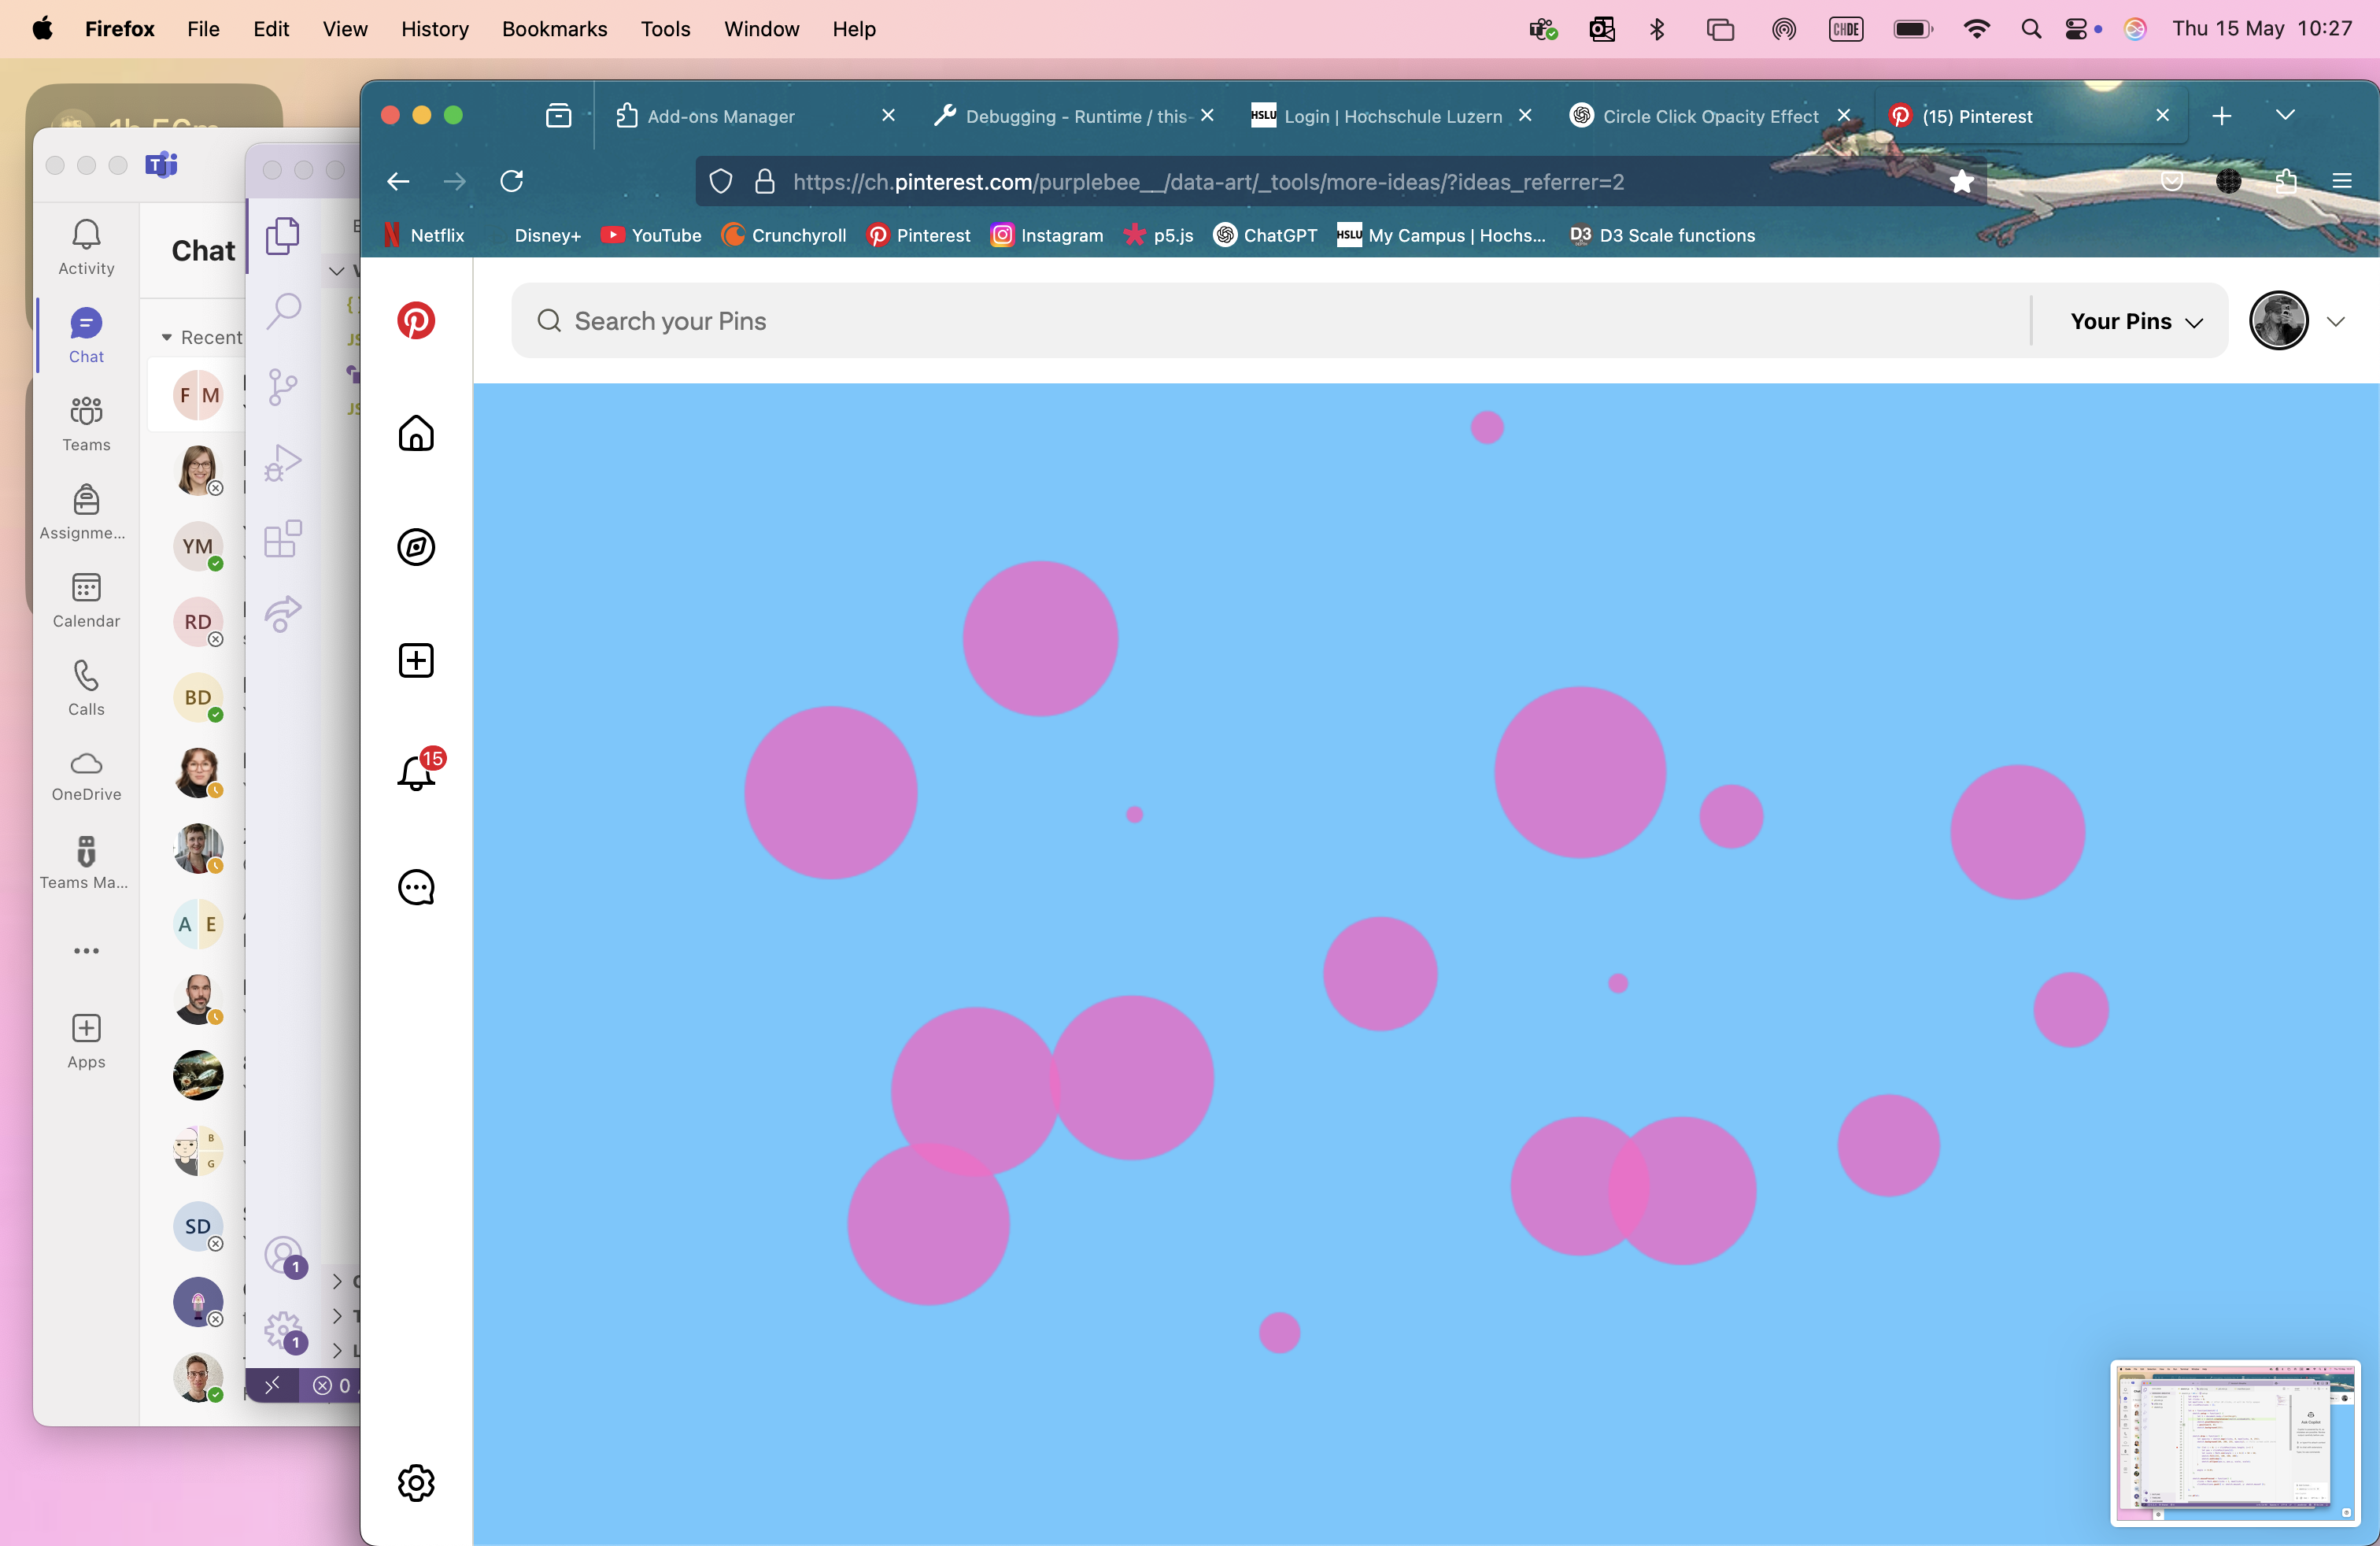 Firefox File Edit View History Bookmarks Tools Window Help
CHDE
Thu 15 May 10:27
Add-ons Manager
Debugging - Runtime / this-
HSLU Login | Hochschule Luzern
Circle Click Opacity Effect
(15) Pinterest
https://ch.pinterest.com/purplebee__/data-art/_tools/more-ideas/?ideas_referrer=2
Netflix
Disney+
YouTube
Crunchyroll
Pinterest
Instagram
p5.js
ChatGPT
HSLU My Campus | Hochs...
D3 D3 Scale functions
Search your Pins
Your Pins
15
Activity
Chat
Teams
Assignme...
Calendar
Calls
OneDrive
Teams Ma...
Apps
Chat
Recent
F M
YM
RD
BD
A E
B
G
SD
1
1
0